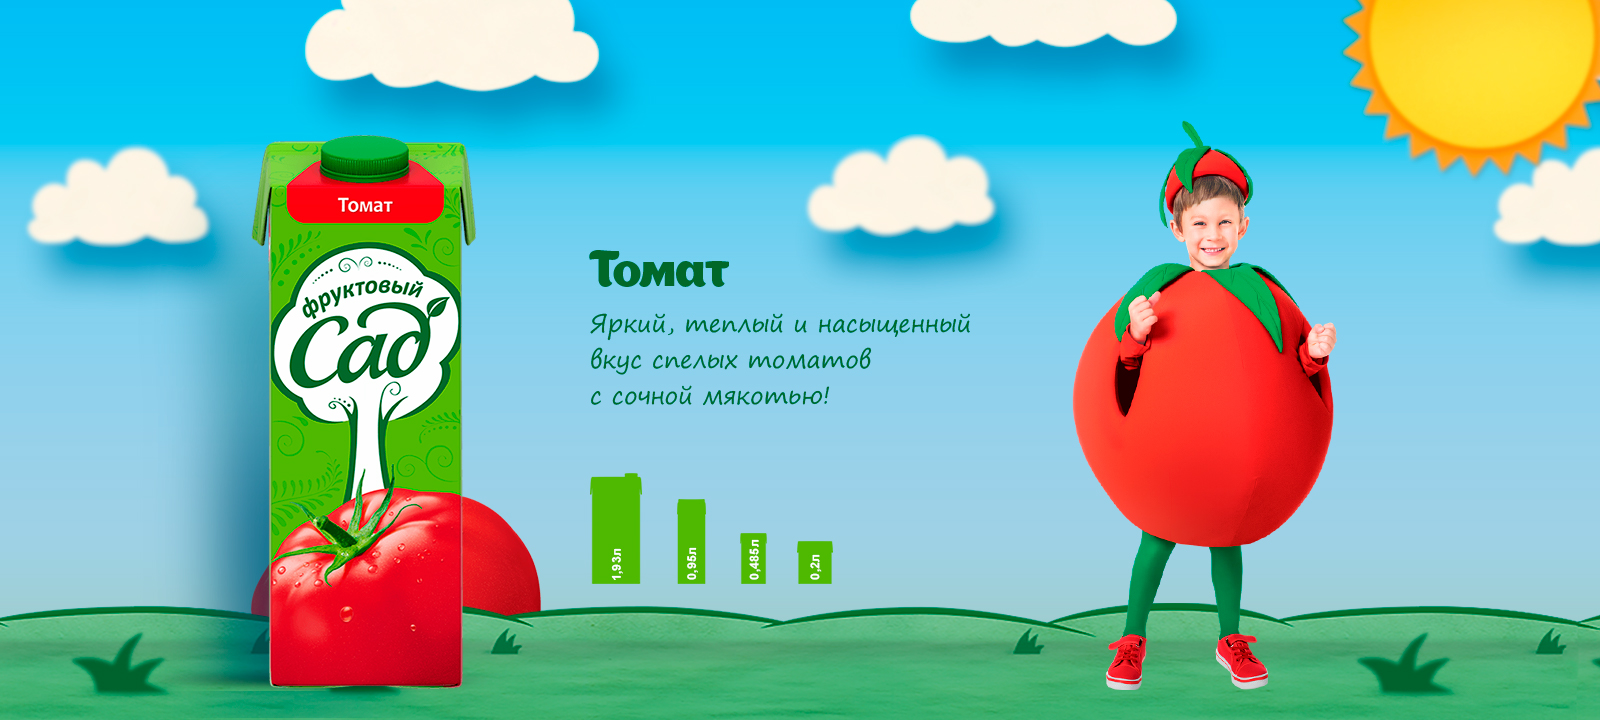 Томат
фруктовый
Сад
Томат
Яркий, теплый и насыщенный
вкус спелых томатов
с сочной мякотью!
1,93л
0,95л
0,485л
0,2л